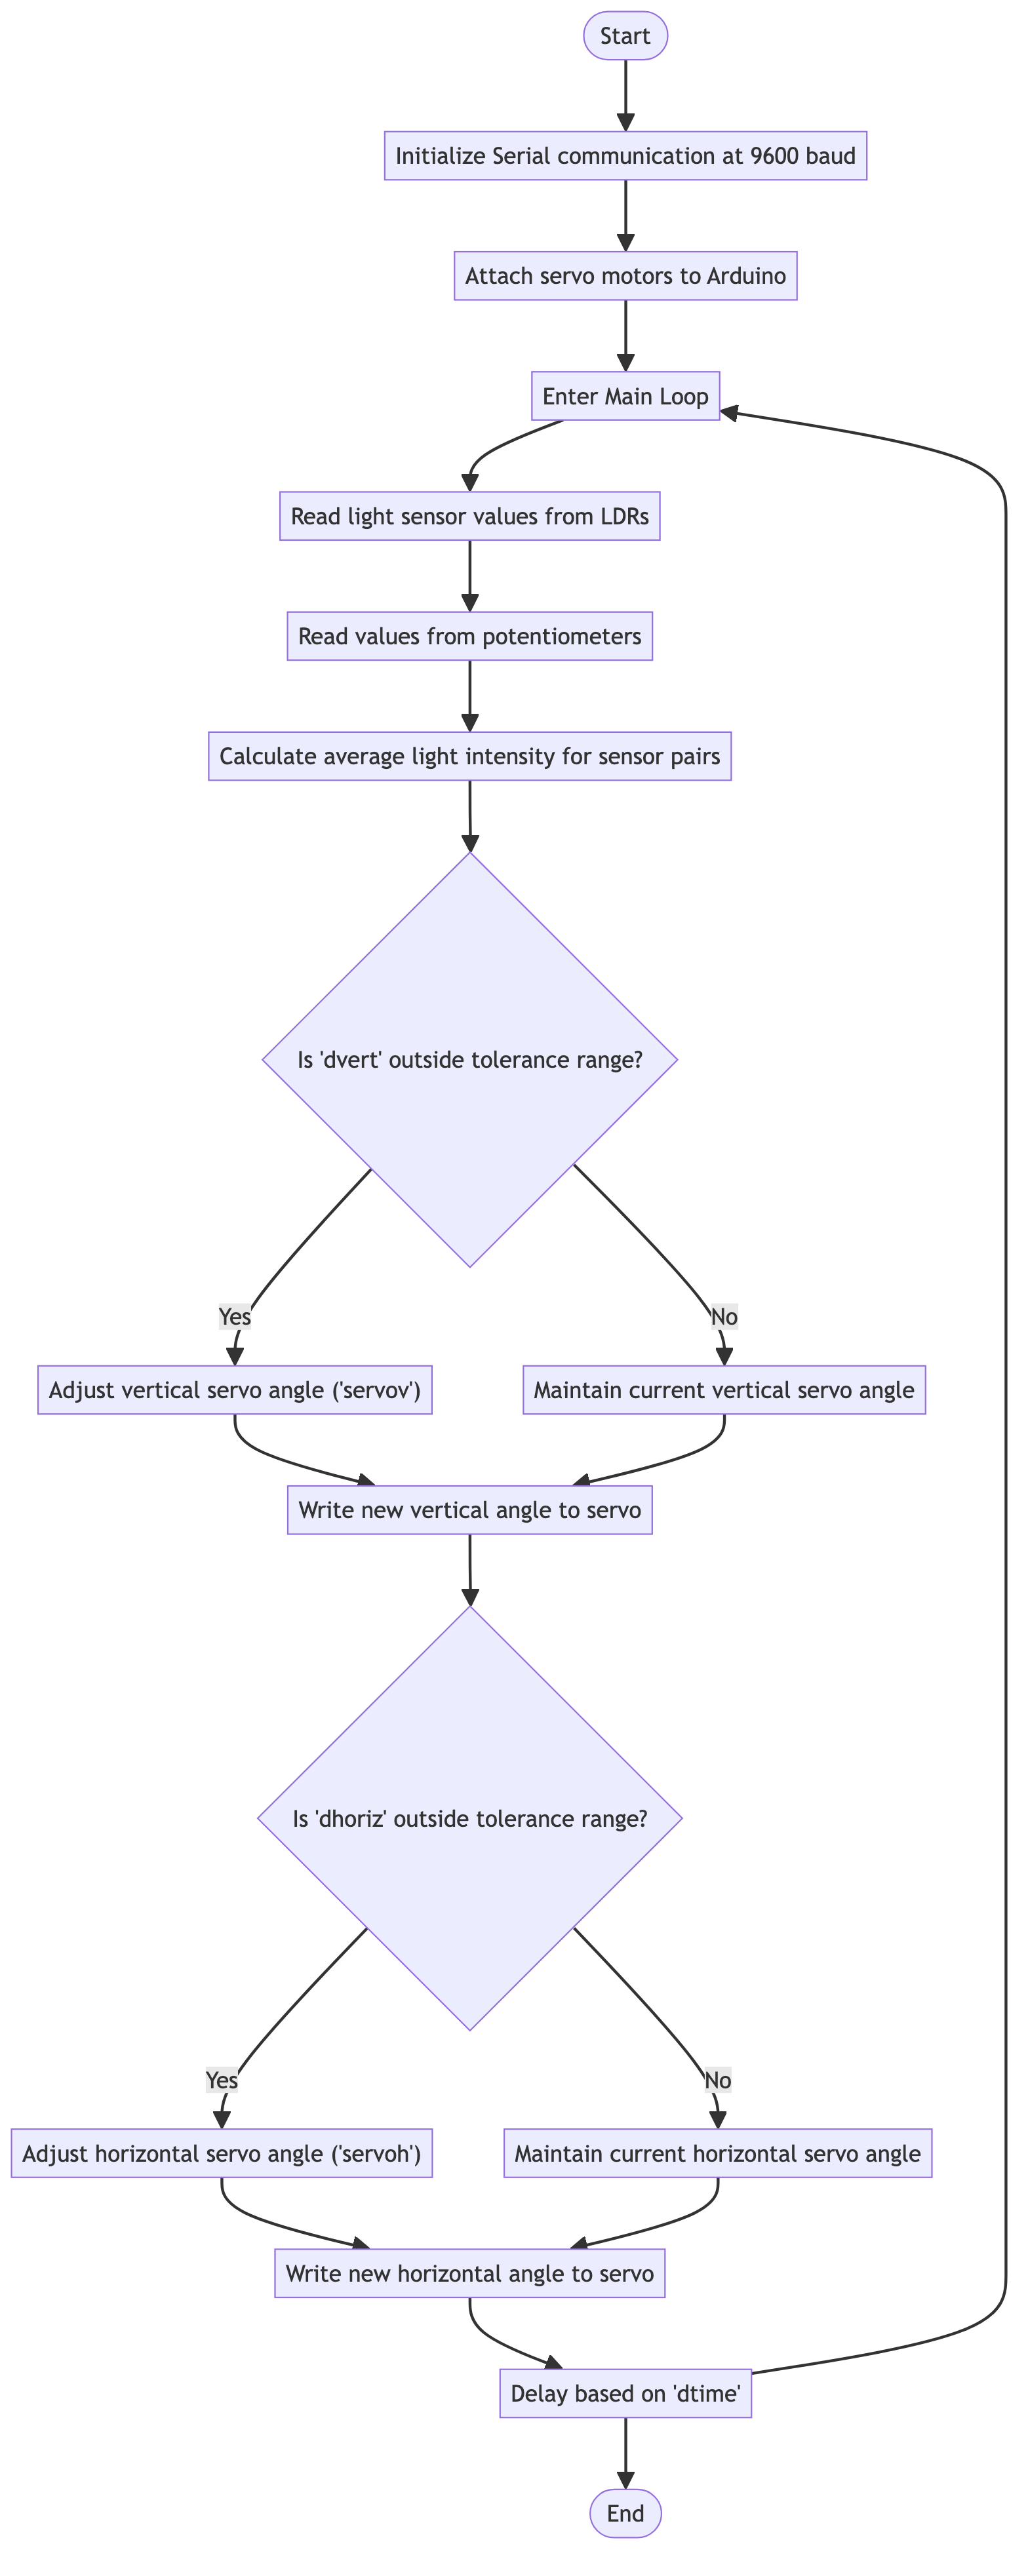 Start
Initialize Serial communication at 9600 baud
Attach servo motors to Arduino
Enter Main Loop
Read light sensor values from LDRs
Read values from potentiometers
Calculate average light intensity for sensor pairs
Is 'dvert' outside tolerance range?
Yes
No
Adjust vertical servo angle ('servov')
Maintain current vertical servo angle
Write new vertical angle to servo
Is 'dhoriz' outside tolerance range?
Yes
No
Adjust horizontal servo angle ('servoh')
Maintain current horizontal servo angle
Write new horizontal angle to servo
Delay based on 'dtime'
End